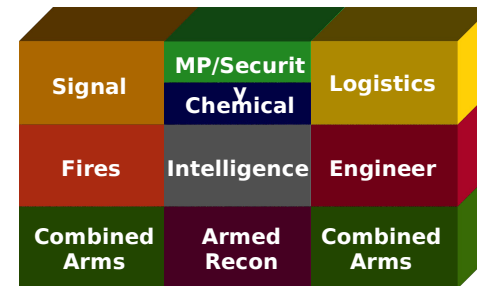 Signal
MP/Securit
y
Chemical
Logistics
Fires
Intelligence
Engineer
Combined
Arms
Armed
Recon
Combined
Arms